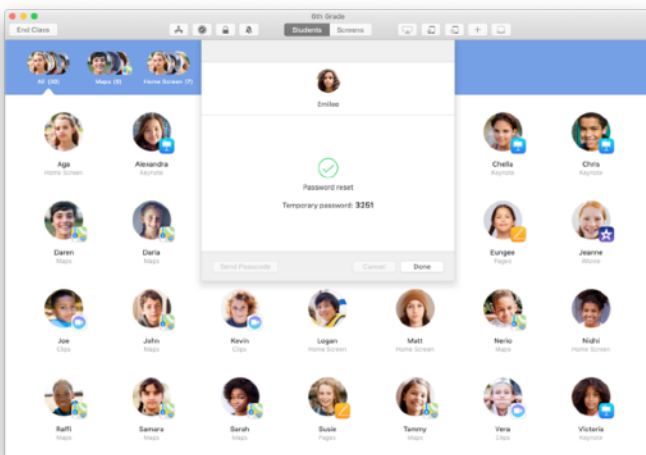 6th Grade
End Class
Students Screens
All (30) Maps (9) Home Screen (7)
Emilee
Password reset
Temporary password: 3251
Send Passcode Cancel Done
Aga Alexandra Chella Chris
Home Screen Keynote Keynote Keynote
Daren Daria Eungee Jeanne
Maps Maps Pages iMovie
Joe John Kevin Logan Matt Nerio Nidhi
Clips Maps Clips Home Screen Home Screen Maps Home Screen
Raffi Samara Sarah Susie Tammy Vera Victoria
Maps Maps Maps Pages Maps Clips Keynote